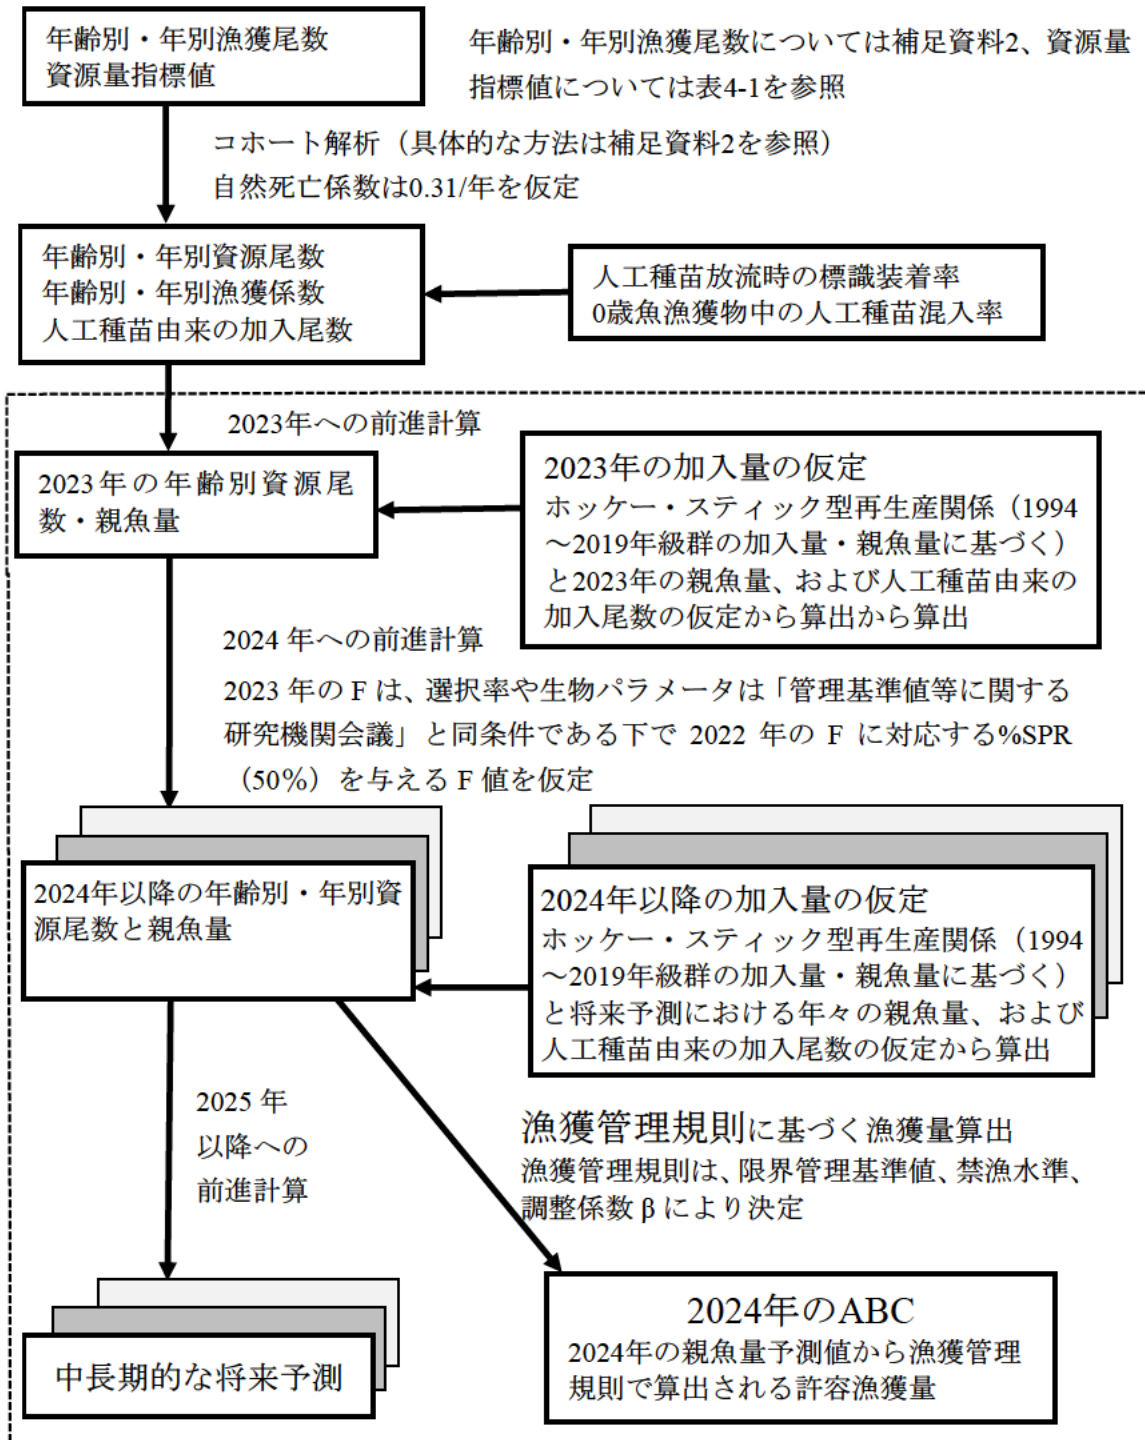 年齢別・年別漁獲尾数
資源量指標値
年齢別・年別漁獲尾数については補足資料2、資源量
指標値については表4-1を参照
コホート解析（具体的な方法は補足資料2を参照）
自然死亡係数は0.31/年を仮定
年齢別・年別資源尾数
年齢別・年別漁獲係数
人工種苗由来の加入尾数
人工種苗放流時の標識装着率
0歳魚漁獲物中の人工種苗混入率
2023年への前進計算
2023年の年齢別資源尾
数・親魚量
2023年の加入量の仮定
ホッケー・スティック型再生産関係（1994
～2019年級群の加入量・親魚量に基づく）
と2023年の親魚量、および人工種苗由来の
加入尾数の仮定から算出から算出
2024 年への前進計算
2023 年の F は、選択率や生物パラメータは「管理基準値等に関する
研究機関会議」と同条件である下で 2022 年の F に対応する%SPR
（50％）を与える F 値を仮定
2024年以降の年齢別・年別資
源尾数と親魚量
2024年以降の加入量の仮定
ホッケー・スティック型再生産関係（1994
～2019年級群の加入量・親魚量に基づく）
と将来予測における年々の親魚量、および
人工種苗由来の加入尾数の仮定から算出
2025 年
以降への
前進計算
漁獲管理規則に基づく漁獲量算出
漁獲管理規則は、限界管理基準値、禁漁水準、
調整係数 β により決定
中長期的な将来予測
2024年のABC
2024年の親魚量予測値から漁獲管理
規則で算出される許容漁獲量